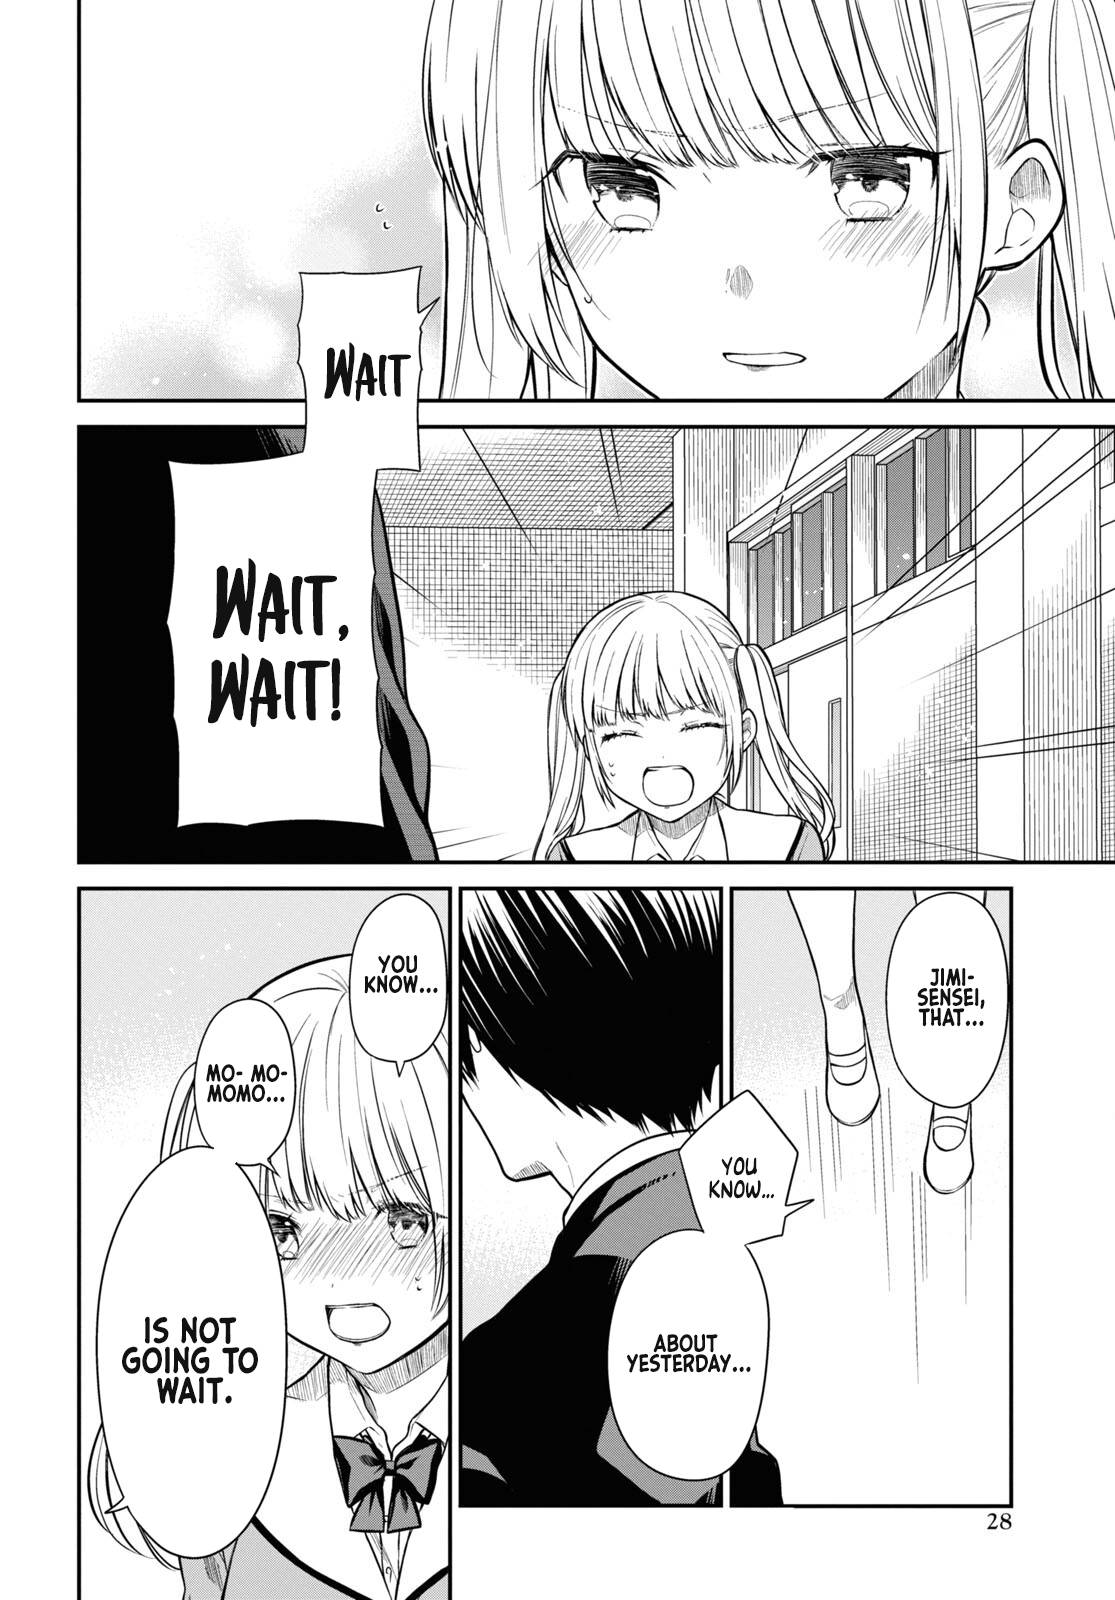 WAIT
WAIT,
WAIT!
JIMI-
SENSEI,
THAT...
YOU
KNOW...
ABOUT
YESTERDAY...
YOU
KNOW...
MO- MO-
MOMO...
IS NOT
GOING TO
WAIT.
28